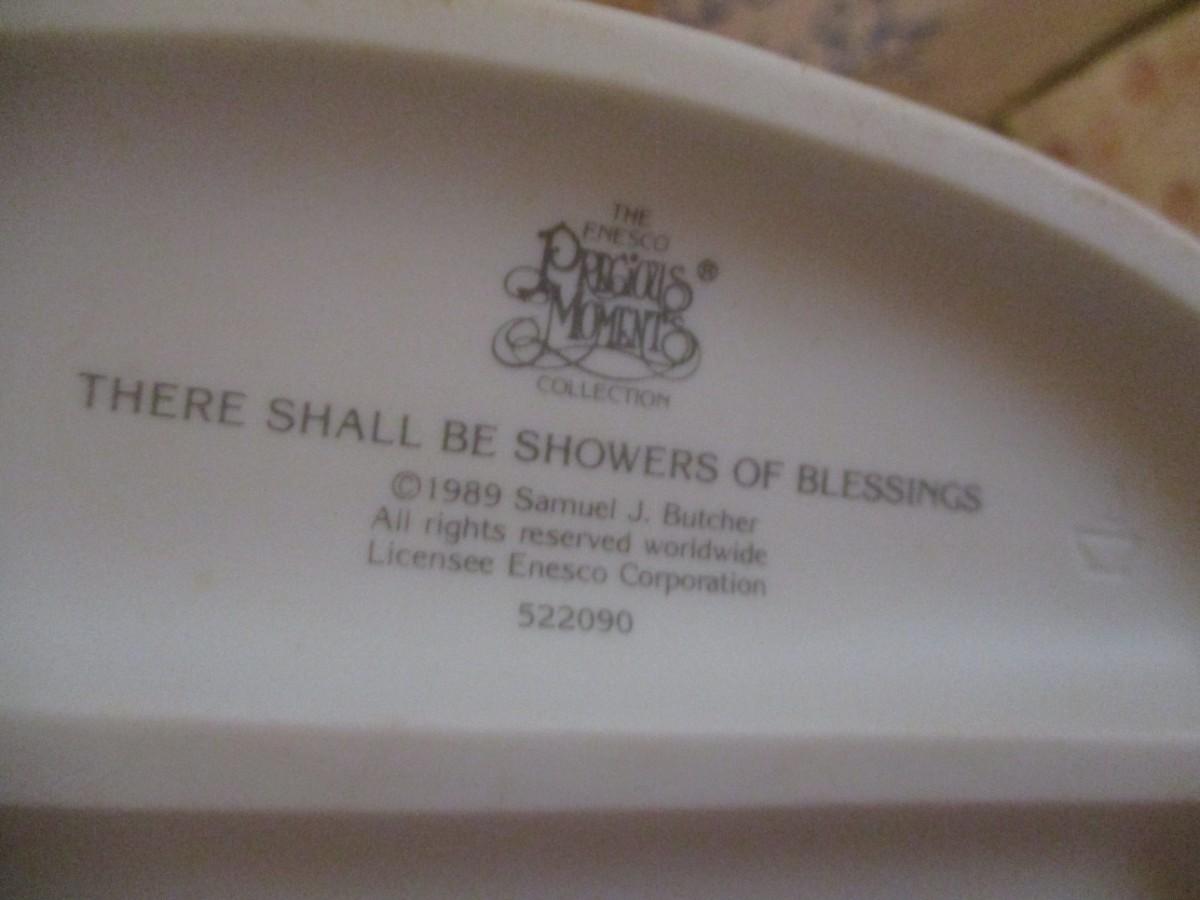 THE
ENESCO
PRECIOUS ®
MOMENTS
COLLECTION
THERE SHALL BE SHOWERS OF BLESSINGS
©1989 Samuel J. Butcher
All rights reserved worldwide
Licensee Enesco Corporation
522090